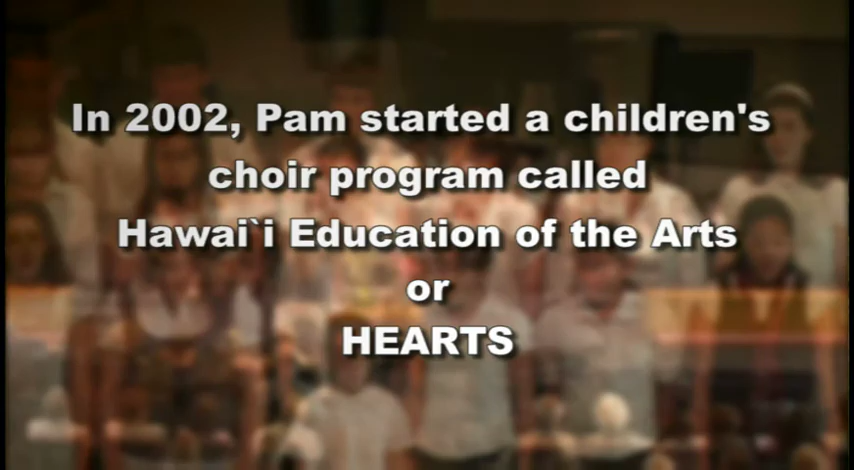 In 2002, Pam started a children's
choir program called
Hawai`i Education of the Arts
or
HEARTS